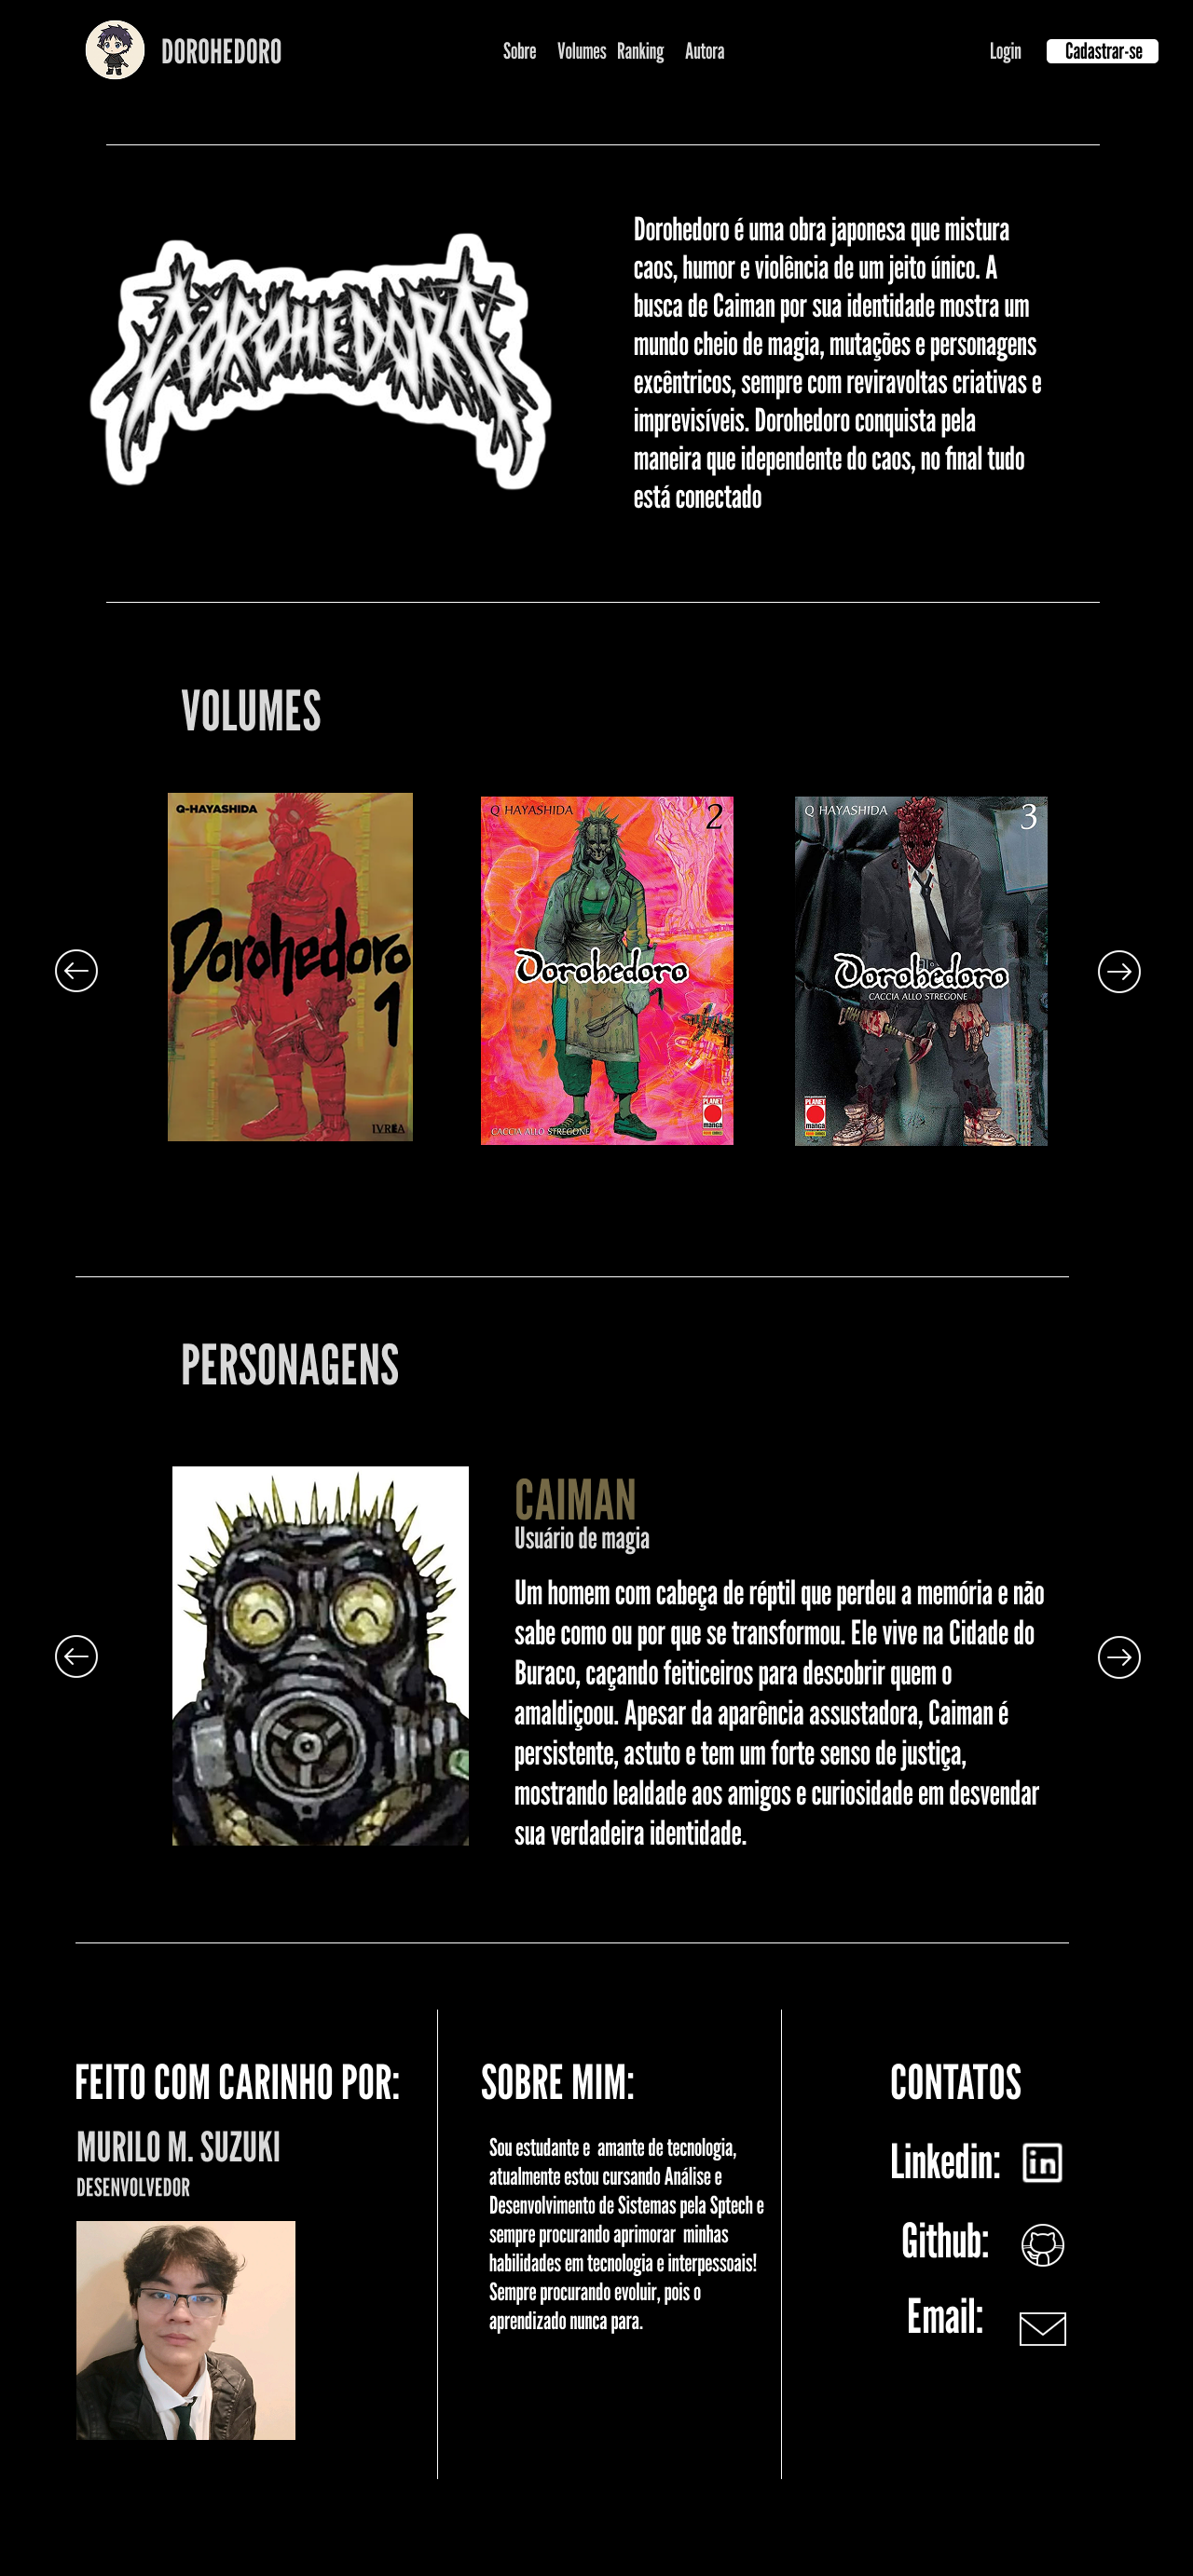 DOROHEDORO
Sobre Volumes Ranking Autora
Login Cadastrar-se
DOROHEDORO
Dorohedoro é uma obra japonesa que mistura
caos, humor e violência de um jeito único. A
busca de Caiman por sua identidade mostra um
mundo cheio de magia, mutações e personagens
excêntricos, sempre com reviravoltas criativas e
imprevisíveis. Dorohedoro conquista pela
maneira que idependente do caos, no final tudo
está conectado
VOLUMES
Q-HAYASHIDA
Dorohedoro
1
IVREA
Q HAYASHIDA 2
Dorohedoro
CACCIA ALLO STREGONE
PLANET
manga
Q HAYASHIDA 3
Dorohedoro
CACCIA ALLO STREGONE
PLANET
manga
PERSONAGENS
CAIMAN
Usuário de magia
Um homem com cabeça de réptil que perdeu a memória e não
sabe como ou por que se transformou. Ele vive na Cidade do
Buraco, caçando feiticeiros para descobrir quem o
amaldiçoou. Apesar da aparência assustadora, Caiman é
persistente, astuto e tem um forte senso de justiça,
mostrando lealdade aos amigos e curiosidade em desvendar
sua verdadeira identidade.
FEITO COM CARINHO POR:
MURILO M. SUZUKI
DESENVOLVEDOR
SOBRE MIM:
Sou estudante e  amante de tecnologia,
atualmente estou cursando Análise e
Desenvolvimento de Sistemas pela Sptech e
sempre procurando aprimorar  minhas
habilidades em tecnologia e interpessoais!
Sempre procurando evoluir, pois o
aprendizado nunca para.
CONTATOS
Linkedin: in
Github:
Email: